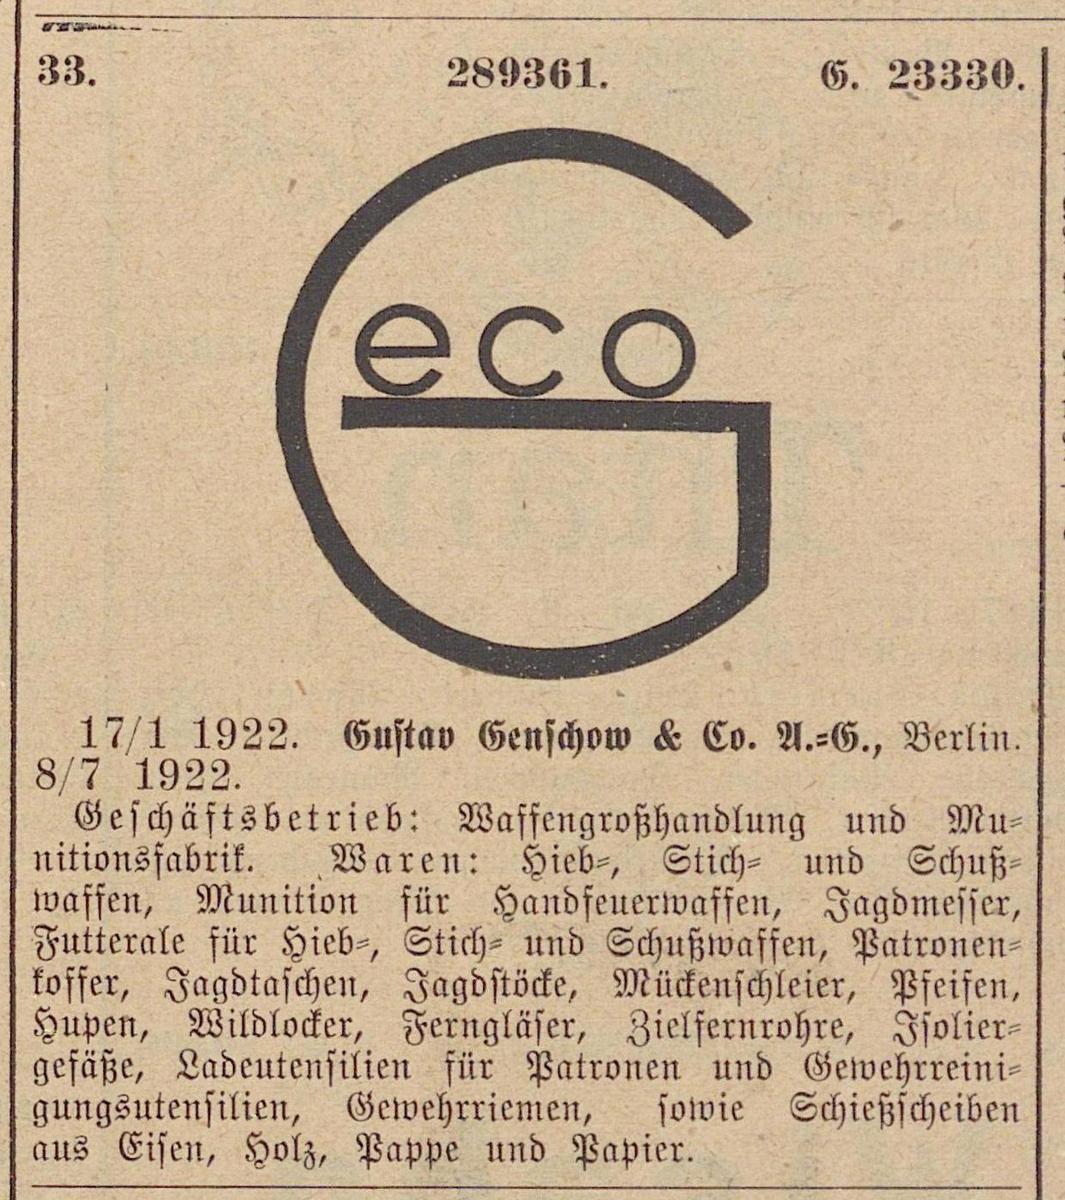 33. 289361. G. 23330.
Geco
17/1 1922. Gustav Genschow & Co. A.=G., Berlin.
8/7 1922.
Geschäftsbetrieb: Waffengroßhandlung und Mu=
nitionsfabrik. Waren: Hieb=, Stich= und Schuß=
waffen, Munition für Handfeuerwaffen, Jagdmesser,
Futterale für Hieb=, Stich= und Schußwaffen, Patronen=
koffer, Jagdtaschen, Jagdstöcke, Mückenschleier, Pfeifen,
Hupen, Wildlocker, Ferngläser, Zielfernrohre, Isolier=
gefäße, Ladeutensilien für Patronen und Gewehrreini=
gungsutensilien, Gewehrriemen, sowie Schießscheiben
aus Eisen, Holz, Pappe und Papier.